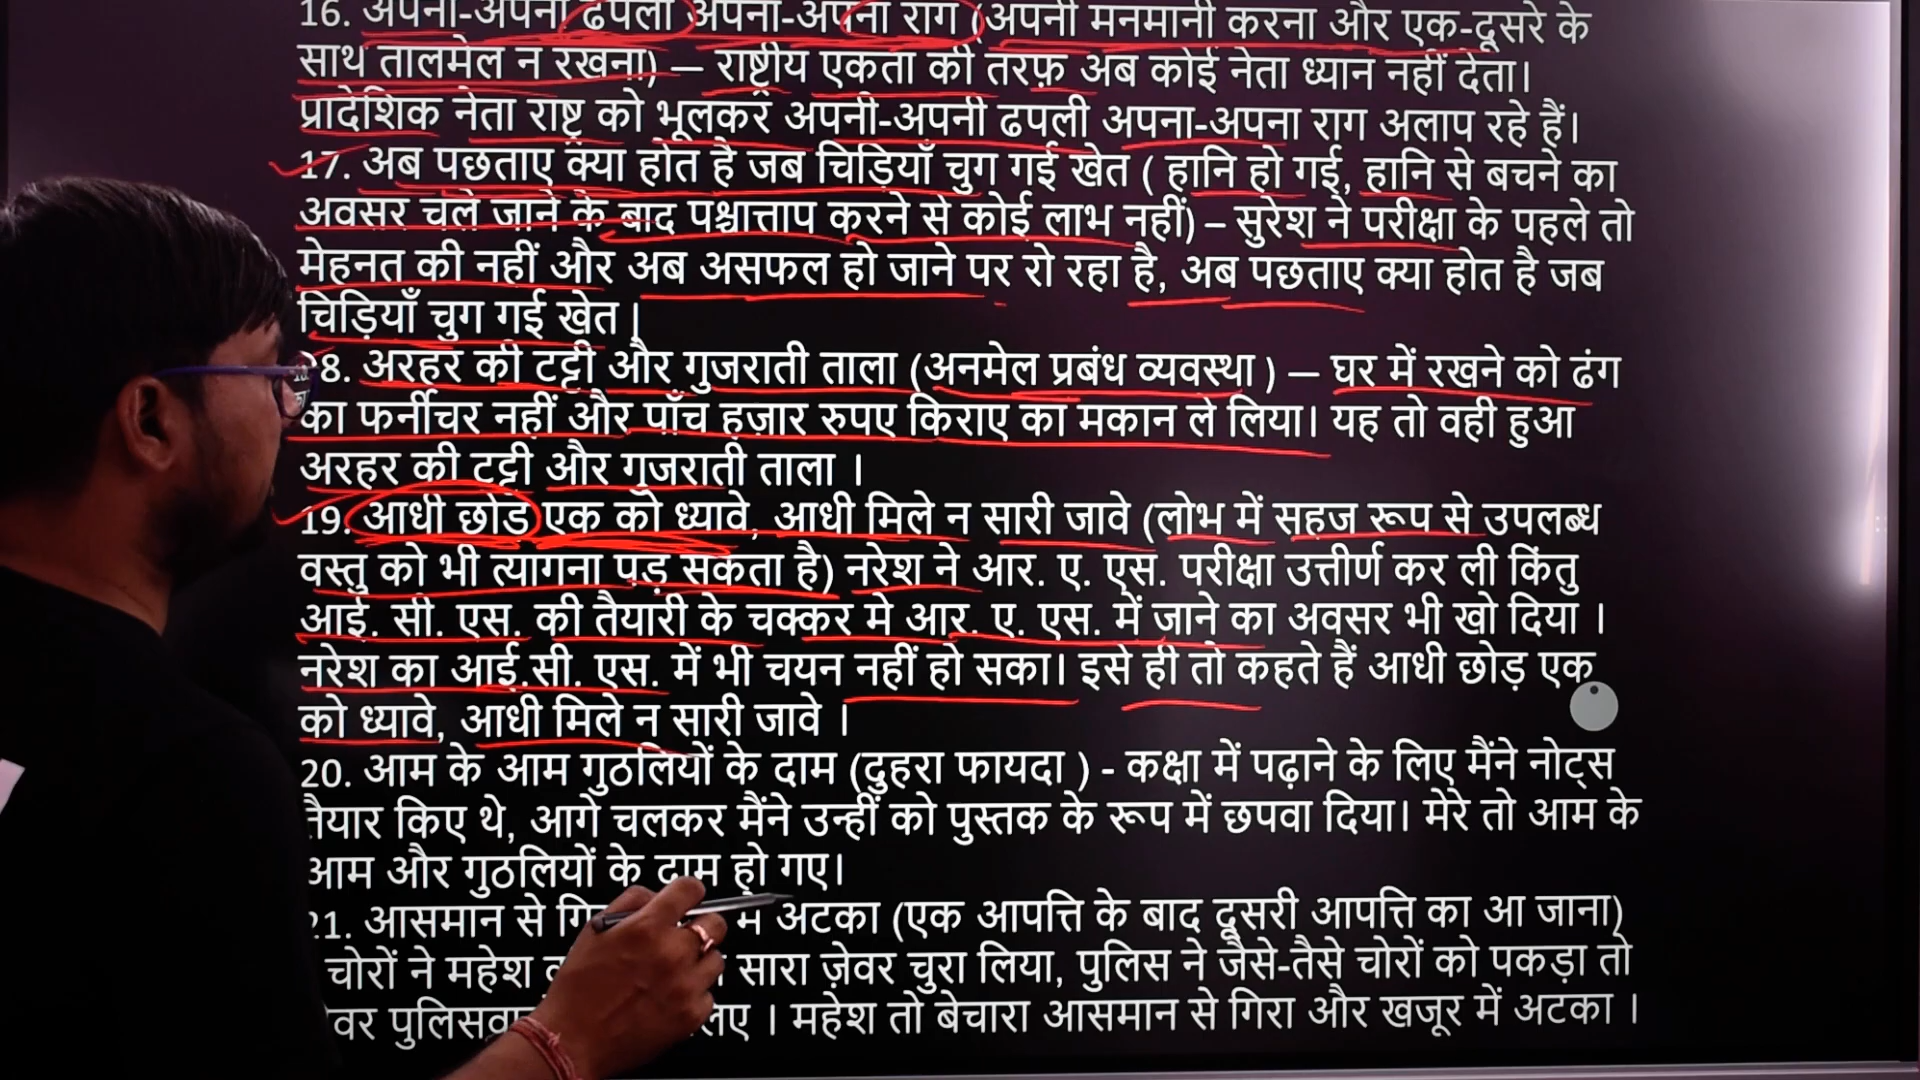 16. अपनी-अपनी ढपली अपना-अपना राग (अपनी मनमानी करना और एक-दूसरे के
साथ तालमेल न रखना) – राष्ट्रीय एकता की तरफ़ अब कोई नेता ध्यान नहीं देता।
प्रादेशिक नेता राष्ट्र को भूलकर अपनी-अपनी ढपली अपना-अपना राग अलाप रहे हैं।
17. अब पछताए क्या होत है जब चिड़ियाँ चुग गई खेत ( हानि हो गई, हानि से बचने का
अवसर चले जाने के बाद पश्चात्ताप करने से कोई लाभ नहीं) – सुरेश ने परीक्षा के पहले तो
मेहनत की नहीं और अब असफल हो जाने पर रो रहा है, अब पछताए क्या होत है जब
चिड़ियाँ चुग गई खेत |
18. अरहर की टट्टी और गुजराती ताला (अनमेल प्रबंध व्यवस्था ) – घर में रखने को ढंग
का फर्नीचर नहीं और पाँच हज़ार रुपए किराए का मकान ले लिया। यह तो वही हुआ
अरहर की टट्टी और गुजराती ताला ।
19. आधी छोड़ एक को ध्यावे, आधी मिले न सारी जावे (लोभ में सहज रूप से उपलब्ध
वस्तु को भी त्यागना पड़ सकता है) नरेश ने आर. ए. एस. परीक्षा उत्तीर्ण कर ली किंतु
आई. सी. एस. की तैयारी के चक्कर मे आर. ए. एस. में जाने का अवसर भी खो दिया ।
नरेश का आई.सी. एस. में भी चयन नहीं हो सका। इसे ही तो कहते हैं आधी छोड़ एक
को ध्यावे, आधी मिले न सारी जावे ।
20. आम के आम गुठलियों के दाम (दुहरा फायदा ) - कक्षा में पढ़ाने के लिए मैंने नोट्स
तैयार किए थे, आगे चलकर मैंने उन्हीं को पुस्तक के रूप में छपवा दिया। मेरे तो आम के
आम और गुठलियों के दाम हो गए।
21. आसमान से में अटका (एक आपत्ति के बाद दूसरी आपत्ति का आ जाना)
चोरों ने महेश सारा ज़ेवर चुरा लिया, पुलिस ने जैसे-तैसे चोरों को पकड़ा तो
। महेश तो बेचारा आसमान से गिरा और खजूर में अटका ।